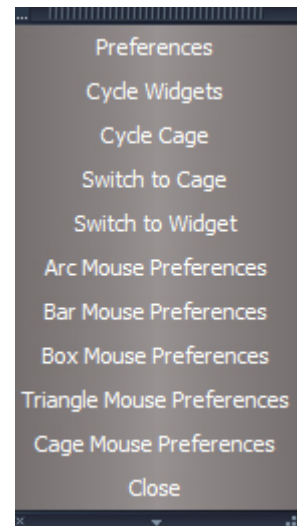 ...
Preferences
Cycle Widgets
Cycle Cage
Switch to Cage
Switch to Widget
Arc Mouse Preferences
Bar Mouse Preferences
Box Mouse Preferences
Triangle Mouse Preferences
Cage Mouse Preferences
Close